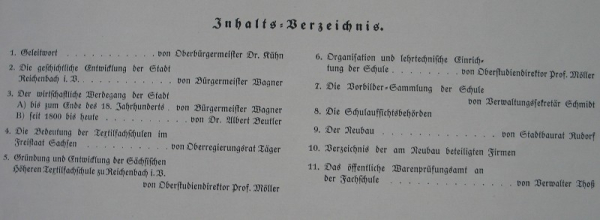 Inhalts-Verzeichnis.
1. Geleitwort . . . . . . . . . . . von Oberbürgermeister Dr. Kühn
2. Die geschichtliche Entwicklung der Stadt
Reichenbach i. V. . . . . . . . . . . . von Bürgermeister Wagner
3. Der wirtschaftliche Werdegang der Stadt
A) bis zum Ende des 18. Jahrhunderts . von Bürgermeister Wagner
B) seit 1800 bis heute . . . . . . . . . von Dr. Albert Beutler
4. Die Bedeutung der Textilfachschulen im
Freistaat Sachsen . . . . . . . . . von Oberregierungsrat Täger
5. Gründung und Entwicklung der Sächsischen
Höheren Textilfachschule zu Reichenbach i. V.
von Oberstudiendirektor Prof. Möller
6. Organisation und lehrtechnische Einrich-
tung der Schule . . . . . . . . von Oberstudiendirektor Prof. Möller
7. Die Vorbilder-Sammlung der Schule
von Verwaltungssekretär Schmidt
8. Die Schulaufsichtsbehörden
9. Der Neubau . . . . . . . . . . . . . . . von Stadtbaurat Rudorf
10. Verzeichnis der am Neubau beteiligten Firmen
11. Das öffentliche Warenprüfungsamt an
der Fachschule . . . . . . . . . . . . . . . von Verwalter Thoß